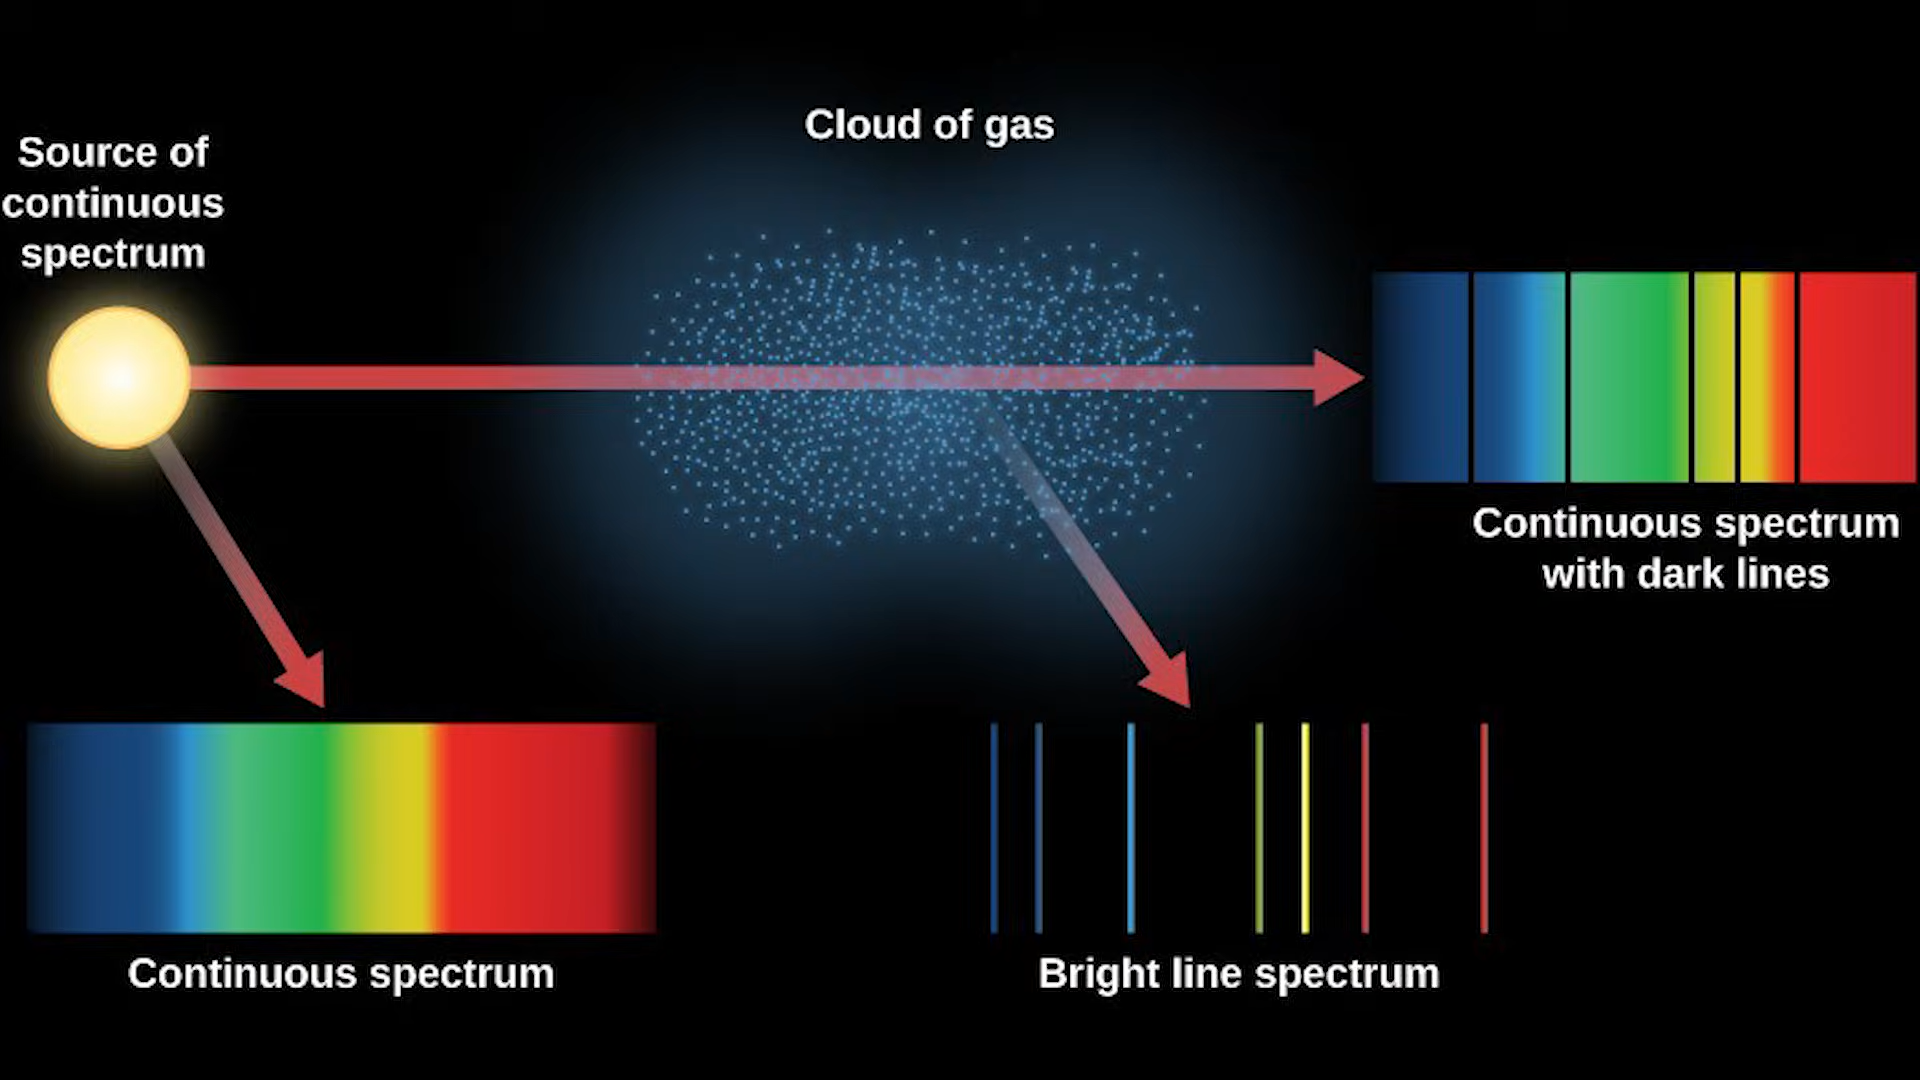 Cloud of gas
Source of
continuous
spectrum
Continuous spectrum
with dark lines
Continuous spectrum
Bright line spectrum